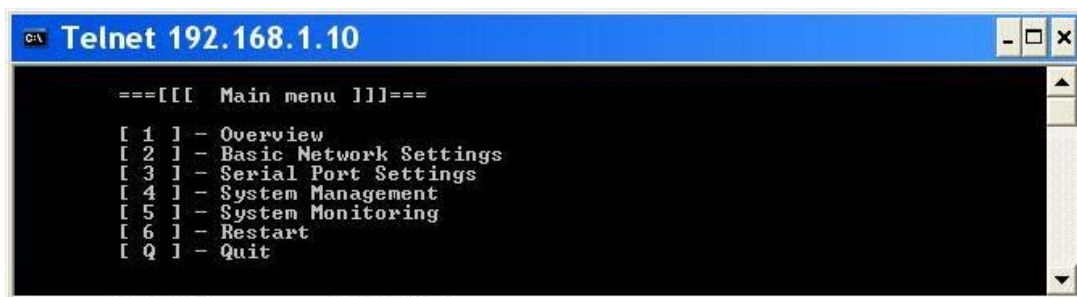 Telnet 192.168.1.10
===[[[ Main menu ]]]===
[ 1 ] - Overview
[ 2 ] - Basic Network Settings
[ 3 ] - Serial Port Settings
[ 4 ] - System Management
[ 5 ] - System Monitoring
[ 6 ] - Restart
[ Q ] - Quit